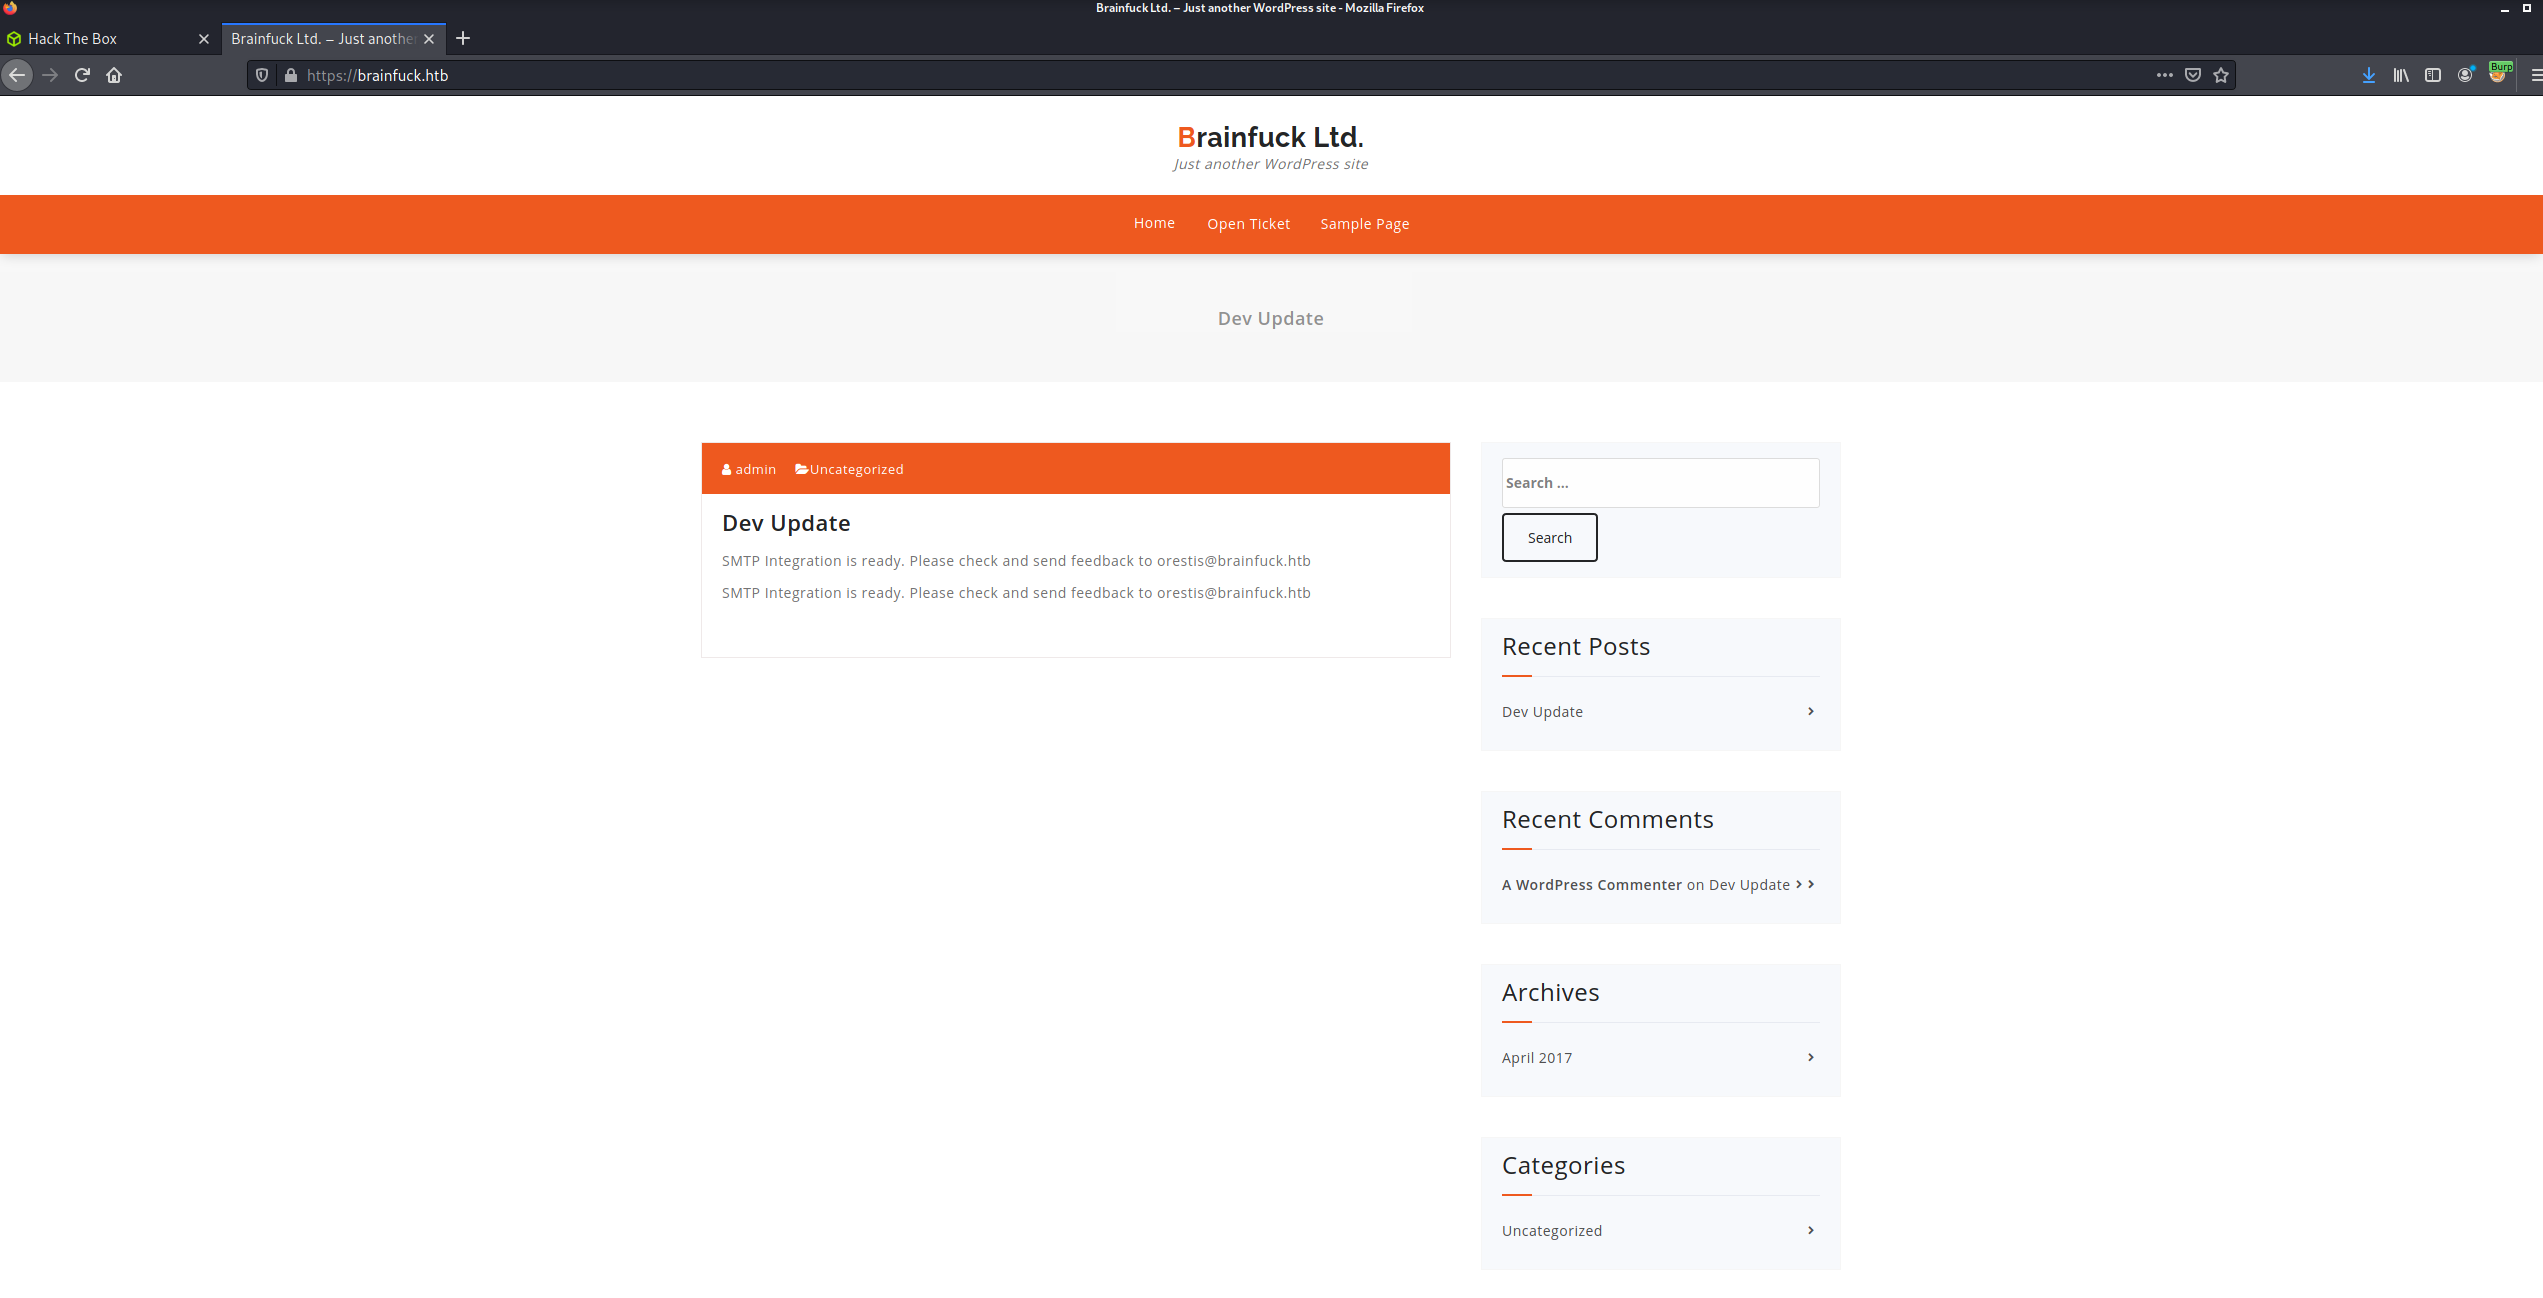 Brainfuck Ltd. – Just another WordPress site - Mozilla Firefox
Hack The Box
Brainfuck Ltd. – Just another
https://brainfuck.htb
Burp
Brainfuck Ltd.
Just another WordPress site
Home Open Ticket Sample Page
Dev Update
admin Uncategorized
Dev Update
SMTP Integration is ready. Please check and send feedback to orestis@brainfuck.htb
SMTP Integration is ready. Please check and send feedback to orestis@brainfuck.htb
Search ...
Search
Recent Posts
Dev Update
Recent Comments
A WordPress Commenter on Dev Update
Archives
April 2017
Categories
Uncategorized